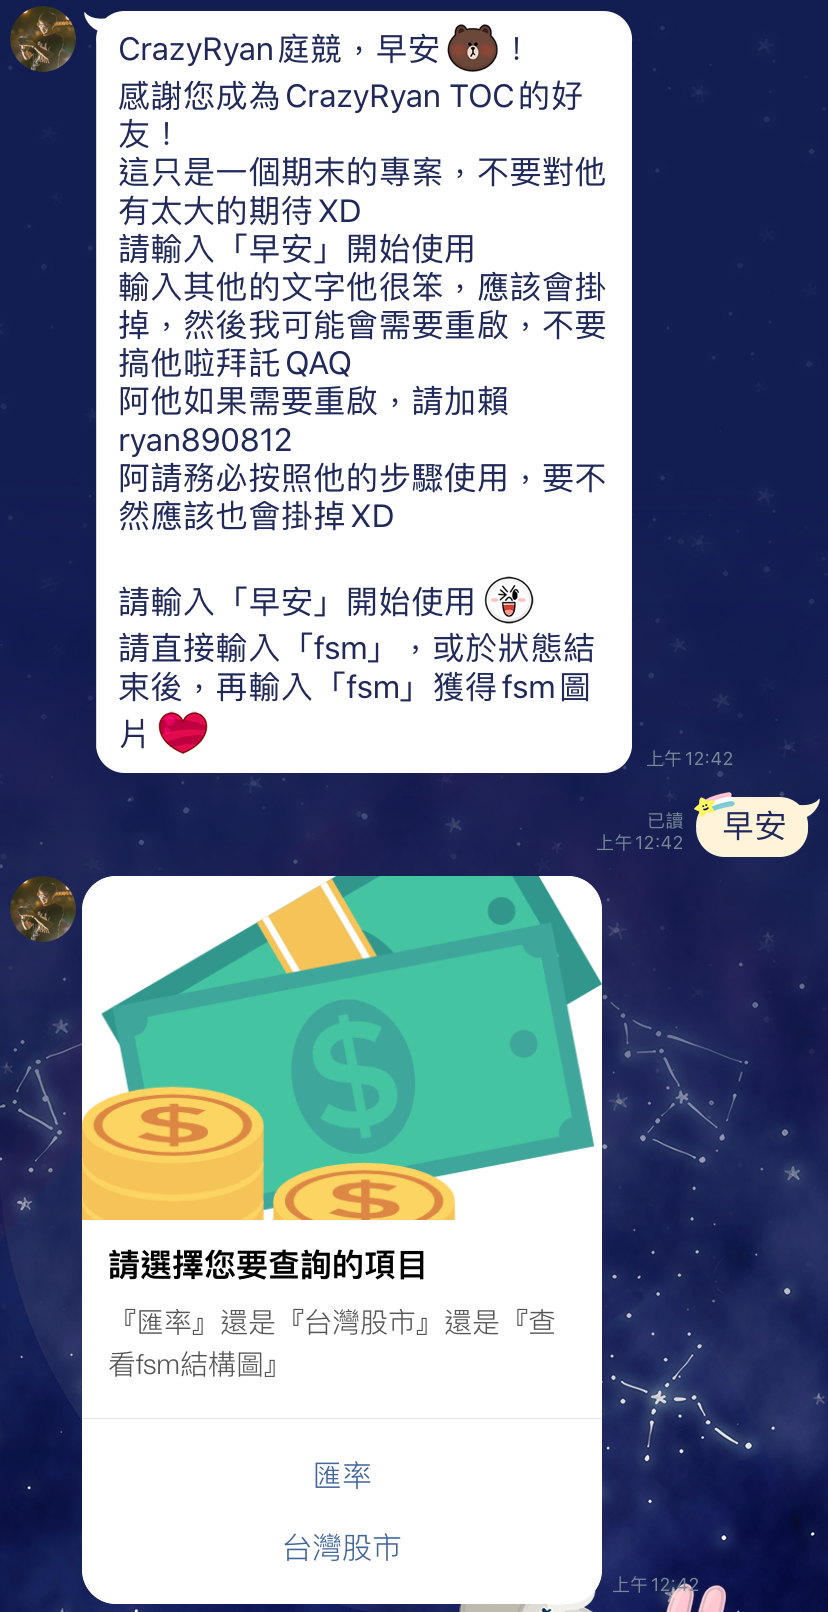 CrazyRyan庭競，早安！
感謝您成為CrazyRyan TOC的好
友！
這只是一個期末的專案，不要對他
有太大的期待XD
請輸入「早安」開始使用
輸入其他的文字他很笨，應該會掛
掉，然後我可能會需要重啟，不要
搞他啦拜託QAQ
阿他如果需要重啟，請加賴
ryan890812
阿請務必按照他的步驟使用，要不
然應該也會掛掉XD
請輸入「早安」開始使用
請直接輸入「fsm」，或於狀態結
束後，再輸入「fsm」獲得fsm圖
片
上午12:42
已讀
上午12:42
早安
$
$
$
請選擇您要查詢的項目
『匯率』還是『台灣股市』還是『查
看fsm結構圖』
匯率
台灣股市
上午12:42